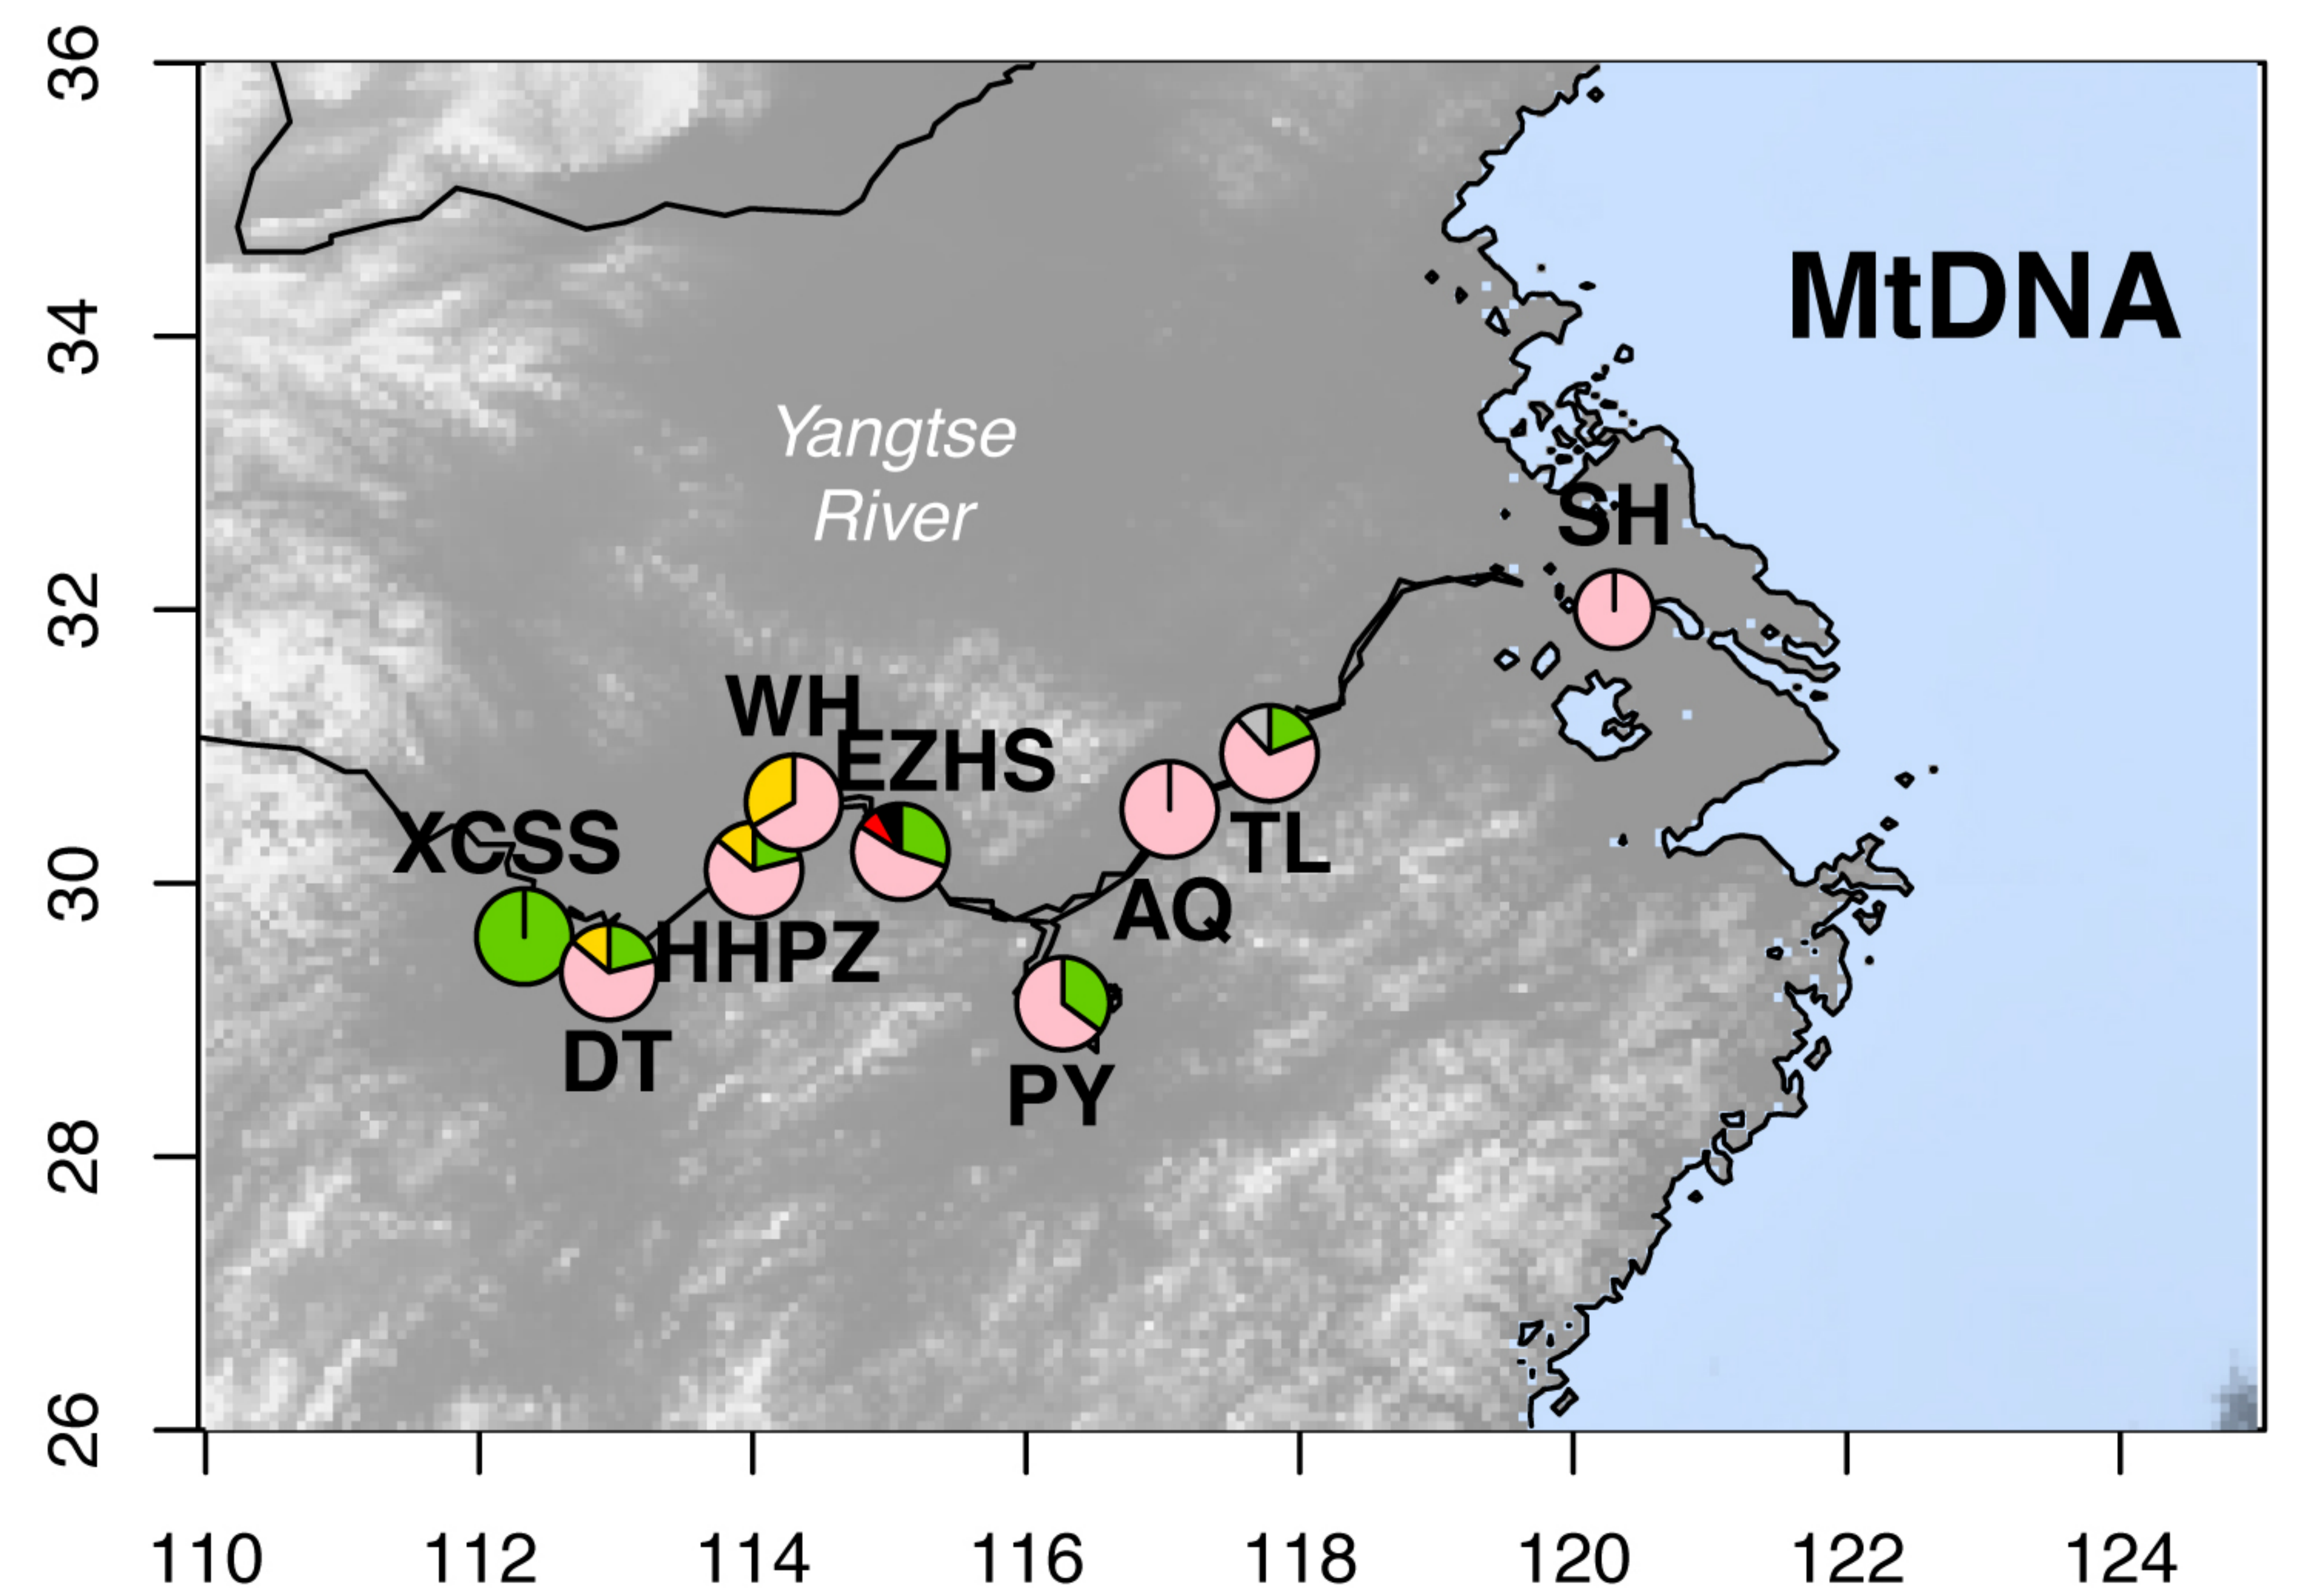 36
34
32
30
28
26
MtDNA
Yangtse
River
SH
WH
EZHS
XCSS
TL
AQ
HHPZ
DT
PY
110 112 114 116 118 120 122 124